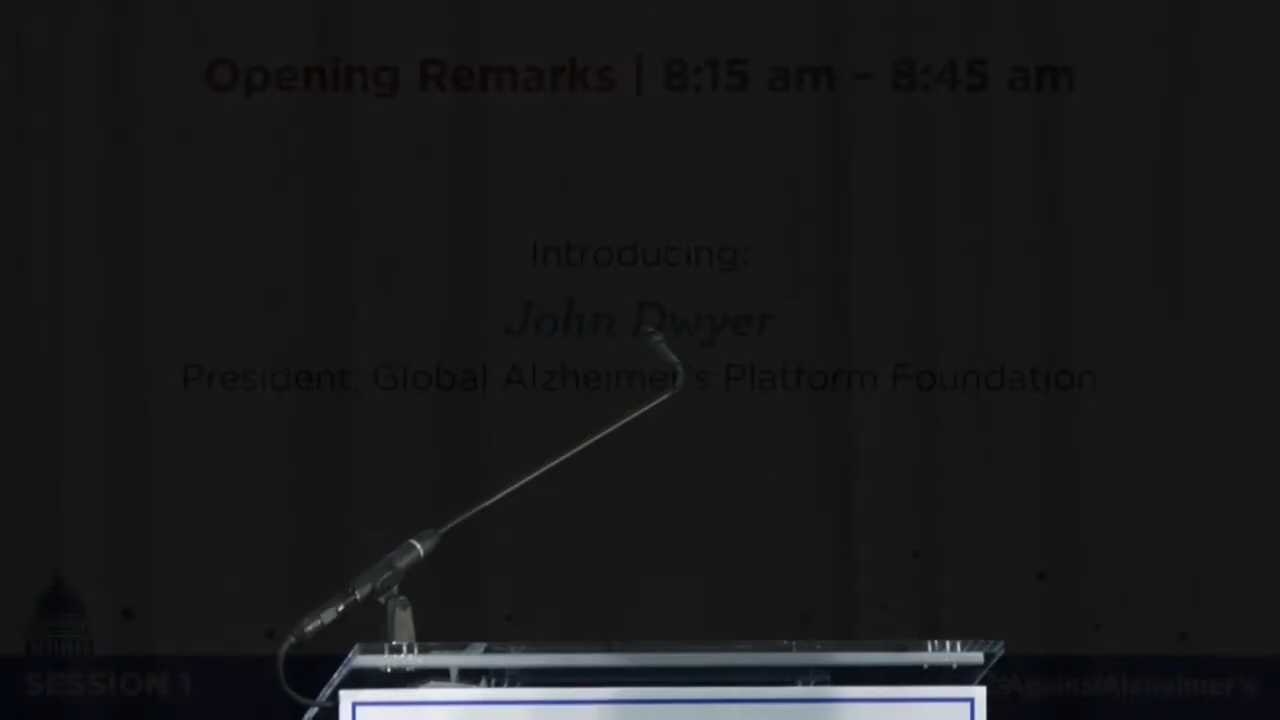 Opening Remarks | 8:15 am – 8:45 am
Introducing:
John Dwyer
President, Global Alzheimer's Platform Foundation
SESSION 1
AgainstAlzheimer's